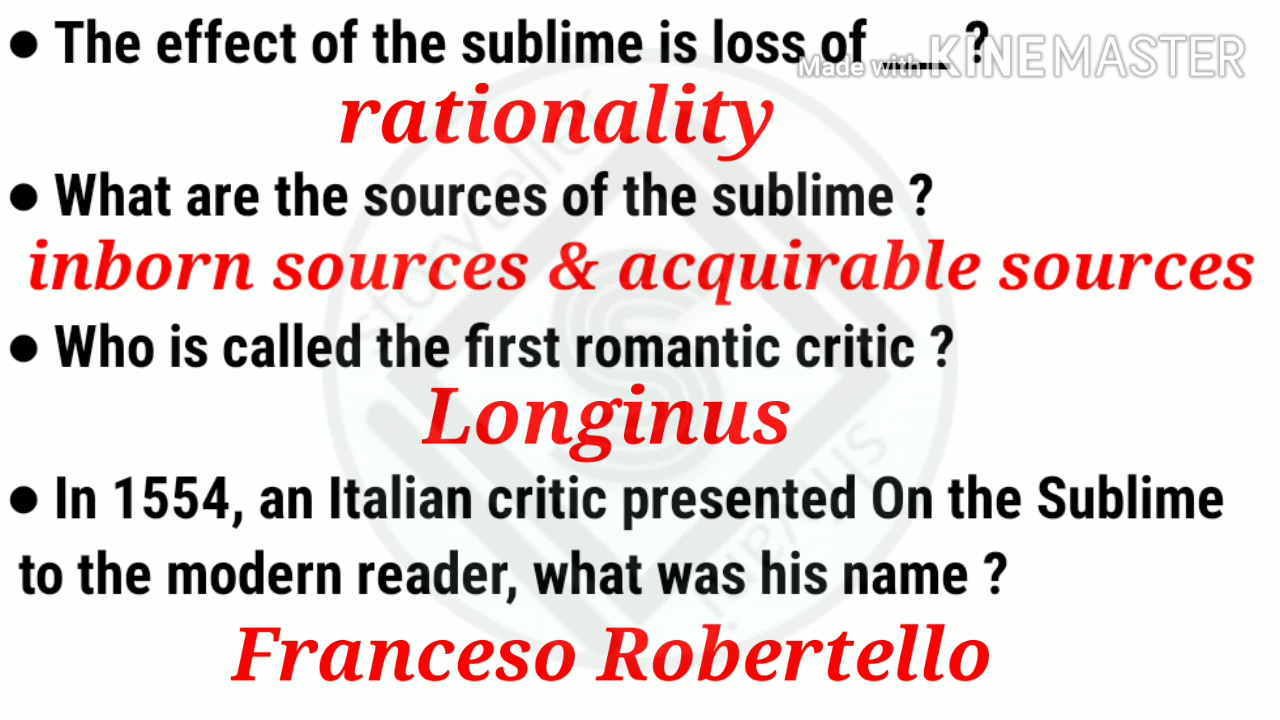 ● The effect of the sublime is loss of ____ ?
Made with KINEMASTER
rationality
● What are the sources of the sublime ?
inborn sources & acquirable sources
● Who is called the first romantic critic ?
Longinus
● In 1554, an Italian critic presented On the Sublime
to the modern reader, what was his name ?
Franceso Robertello